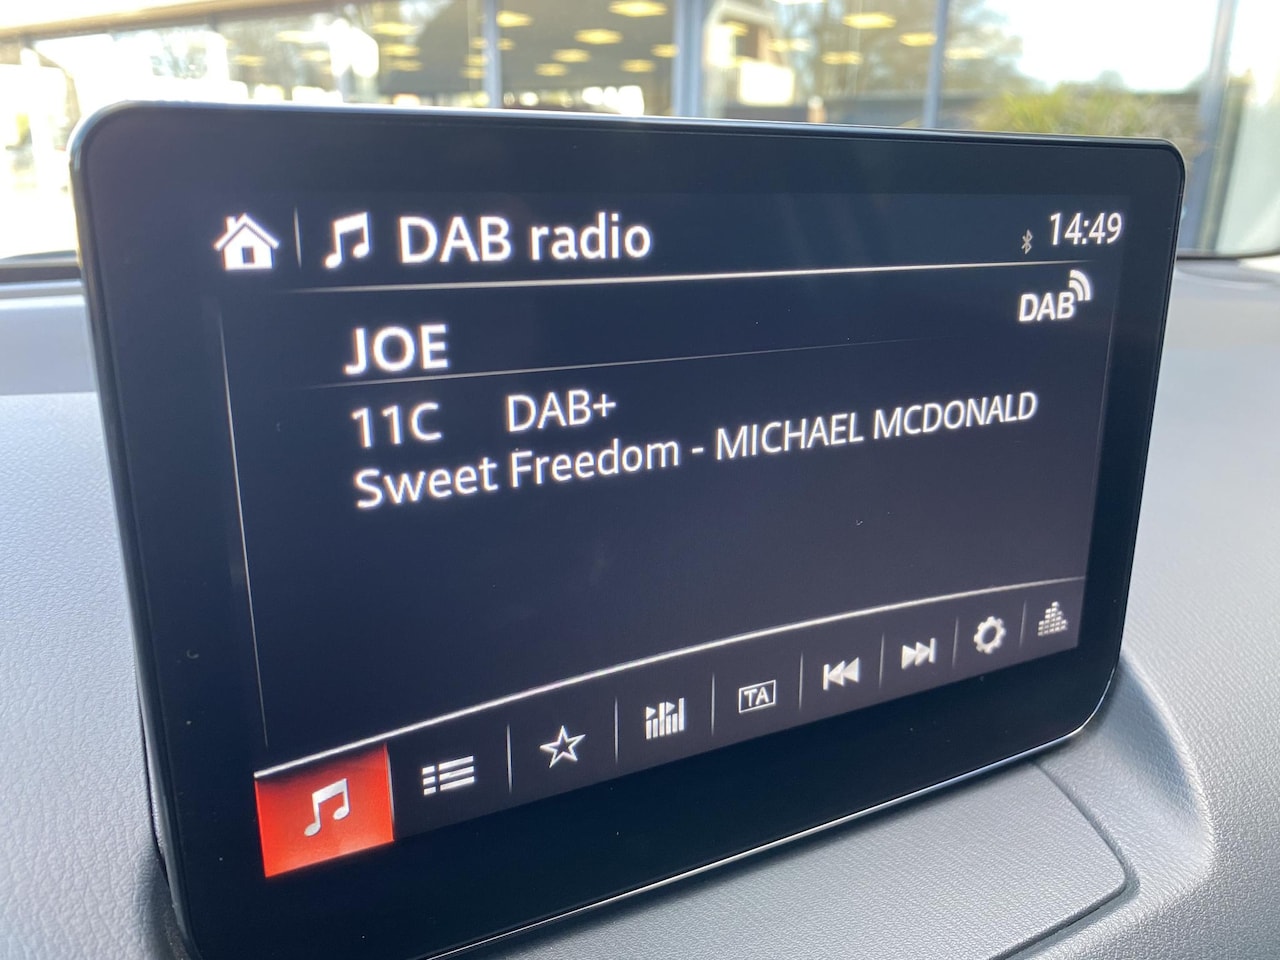 DAB radio
14:49
DAB
JOE
11C DAB+
Sweet Freedom - MICHAEL MCDONALD
TA